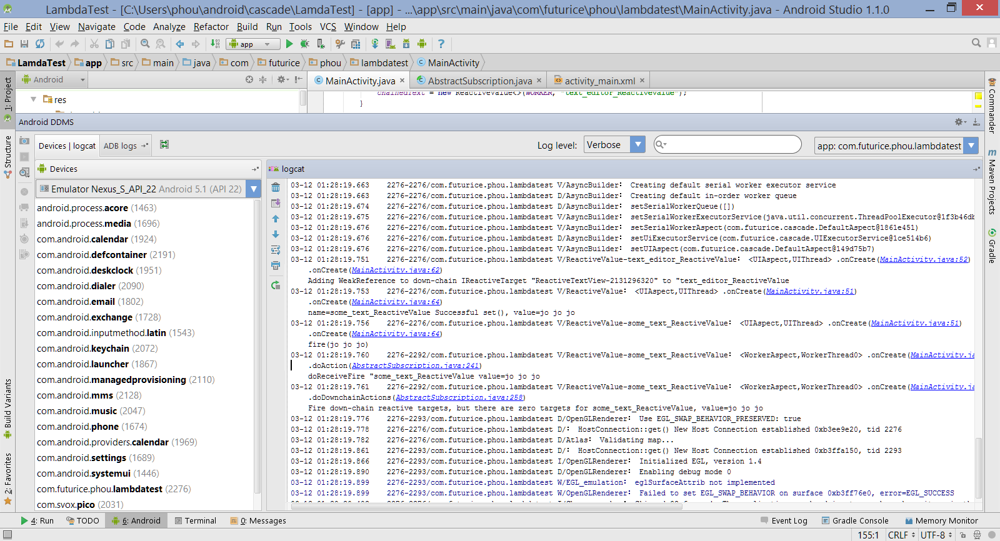 LambdaTest - [C:\Users\phou\android\cascade\LamdaTest] - [app] - ...\app\src\main\java\com\futurice\phou\lambdatest\MainActivity.java - Android Studio 1.1.0
File Edit View Navigate Code Analyze Refactor Build Run Tools VCS Window Help
app
LamdaTest app src main java com futurice phou lambdatest MainActivity
1: Project
Android
MainActivity.java AbstractSubscription.java activity_main.xml
res
chainedText = new ReactiveValue<>(WORKER, "text_editor_ReactiveValue");
}
Commander
Maven Projects
Gradle
Structure
Build Variants
2: Favorites
Android DDMS
Devices | logcat ADB logs
Log level: Verbose app: com.futurice.phou.lambdatest
Devices
Emulator Nexus_S_API_22 Android 5.1 (API 22)
android.process.acore (1463)
android.process.media (1696)
com.android.calendar (1924)
com.android.defcontainer (2191)
com.android.deskclock (1951)
com.android.dialer (2090)
com.android.email (1802)
com.android.exchange (1728)
com.android.inputmethod.latin (1543)
com.android.keychain (2072)
com.android.launcher (1867)
com.android.managedprovisioning (2110)
com.android.mms (2128)
com.android.music (2047)
com.android.phone (1674)
com.android.providers.calendar (1969)
com.android.settings (1689)
com.android.systemui (1446)
com.futurice.phou.lambdatest (2276)
com.svox.pico (2031)
logcat
03-12 01:28:19.663 2276-2276/com.futurice.phou.lambdatest V/AsyncBuilder: Creating default serial worker executor service
03-12 01:28:19.663 2276-2276/com.futurice.phou.lambdatest D/AsyncBuilder: Creating default in-order worker queue
03-12 01:28:19.674 2276-2276/com.futurice.phou.lambdatest D/AsyncBuilder: setSerialWorkerQueue([])
03-12 01:28:19.675 2276-2276/com.futurice.phou.lambdatest V/AsyncBuilder: setSerialWorkerExecutorService(java.util.concurrent.ThreadPoolExecutor@1f3b46db
03-12 01:28:19.676 2276-2276/com.futurice.phou.lambdatest V/AsyncBuilder: setSerialWorkerAspect(com.futurice.cascade.DefaultAspect@1861e451)
03-12 01:28:19.676 2276-2276/com.futurice.phou.lambdatest D/AsyncBuilder: setUiExecutorService(com.futurice.cascade.UIExecutorService@1ce514b6)
03-12 01:28:19.676 2276-2276/com.futurice.phou.lambdatest V/AsyncBuilder: setUIAspect(com.futurice.cascade.DefaultAspect@149d75b7)
03-12 01:28:19.751 2276-2276/com.futurice.phou.lambdatest V/ReactiveValue-text_editor_ReactiveValue: <UIAspect,UIThread> .onCreate(MainActivity.java:52)
.onCreate(MainActivity.java:62)
Adding WeakReference to down-chain IReactiveTarget "ReactiveTextView-2131296320" to "text_editor_ReactiveValue
03-12 01:28:19.753 2276-2276/com.futurice.phou.lambdatest V/ReactiveValue: <UIAspect,UIThread> .onCreate(MainActivity.java:51)
.onCreate(MainActivity.java:64)
name=some_text_ReactiveValue Successful set(), value=jo jo jo
03-12 01:28:19.756 2276-2276/com.futurice.phou.lambdatest V/ReactiveValue-some_text_ReactiveValue: <UIAspect,UIThread> .onCreate(MainActivity.java:51)
.onCreate(MainActivity.java:64)
fire(jo jo jo)
03-12 01:28:19.760 2276-2292/com.futurice.phou.lambdatest V/ReactiveValue-some_text_ReactiveValue: <WorkerAspect,WorkerThread0> .onCreate(MainActivity.ja
.doAction(AbstractSubscription.java:241)
doReceiveFire "some_text_ReactiveValue value=jo jo jo
03-12 01:28:19.761 2276-2292/com.futurice.phou.lambdatest V/ReactiveValue-some_text_ReactiveValue: <WorkerAspect,WorkerThread0> .onCreate(MainActivity.ja
.doDownchainActions(AbstractSubscription.java:258)
Fire down-chain reactive targets, but there are zero targets for some_text_ReactiveValue, value=jo jo jo
03-12 01:28:19.776 2276-2293/com.futurice.phou.lambdatest D/OpenGLRenderer: Use EGL_SWAP_BEHAVIOR_PRESERVED: true
03-12 01:28:19.778 2276-2276/com.futurice.phou.lambdatest D/: HostConnection::get() New Host Connection established 0xb3ee9e20, tid 2276
03-12 01:28:19.782 2276-2276/com.futurice.phou.lambdatest D/Atlas: Validating map...
03-12 01:28:19.861 2276-2293/com.futurice.phou.lambdatest D/: HostConnection::get() New Host Connection established 0xb3ffa150, tid 2293
03-12 01:28:19.866 2276-2293/com.futurice.phou.lambdatest I/OpenGLRenderer: Initialized EGL, version 1.4
03-12 01:28:19.890 2276-2293/com.futurice.phou.lambdatest D/OpenGLRenderer: Enabling debug mode 0
03-12 01:28:19.899 2276-2293/com.futurice.phou.lambdatest W/EGL_emulation: eglSurfaceAttrib not implemented
03-12 01:28:19.899 2276-2293/com.futurice.phou.lambdatest W/OpenGLRenderer: Failed to set EGL_SWAP_BEHAVIOR on surface 0xb3ff76e0, error=EGL_SUCCESS
4: Run TODO 6: Android Terminal 0: Messages Event Log Gradle Console Memory Monitor
155:1 CRLF UTF-8